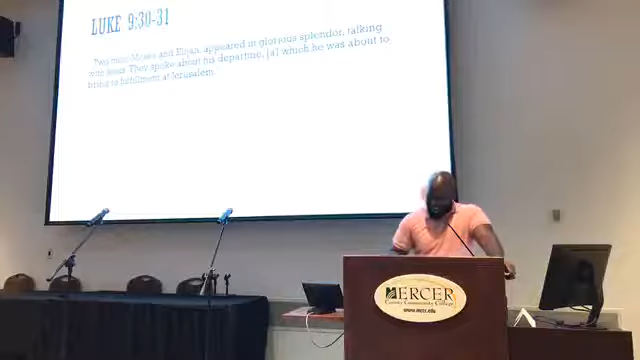 LUKE 9:30-31
Two men, Moses and Elijah, appeared in glorious splendor, talking
with Jesus. They spoke about his departure, [a] which he was about to
bring to fulfillment at Jerusalem
MERCER
County Community College
www.mccc.edu